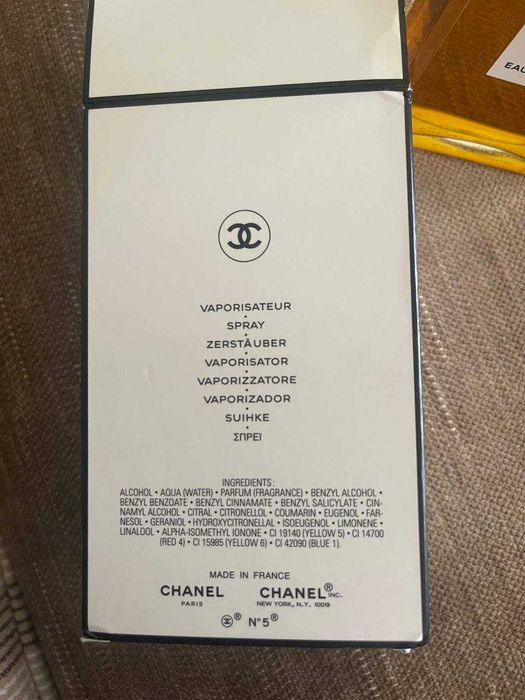 EAU
VAPORISATEUR
•
SPRAY
•
ZERSTÄUBER
•
VAPORISATOR
•
VAPORIZZATORE
•
VAPORIZADOR
•
SUIHKE
•
ΣΠΡΕΪ
INGREDIENTS:
ALCOHOL • AQUA (WATER) • PARFUM (FRAGRANCE) • BENZYL ALCOHOL •
BENZYL BENZOATE • BENZYL CINNAMATE • BENZYL SALICYLATE • CIN-
NAMYL ALCOHOL • CITRAL • CITRONELLOL • COUMARIN • EUGENOL • FAR-
NESOL • GERANIOL • HYDROXYCITRONELLAL • ISOEUGENOL • LIMONENE •
LINALOOL • ALPHA-ISOMETHYL IONONE • CI 19140 (YELLOW 5) • CI 14700
(RED 4) • CI 15985 (YELLOW 6) • CI 42090 (BLUE 1).
MADE IN FRANCE
CHANEL CHANEL® INC.
PARIS NEW YORK, N.Y. 10019
® N°5®